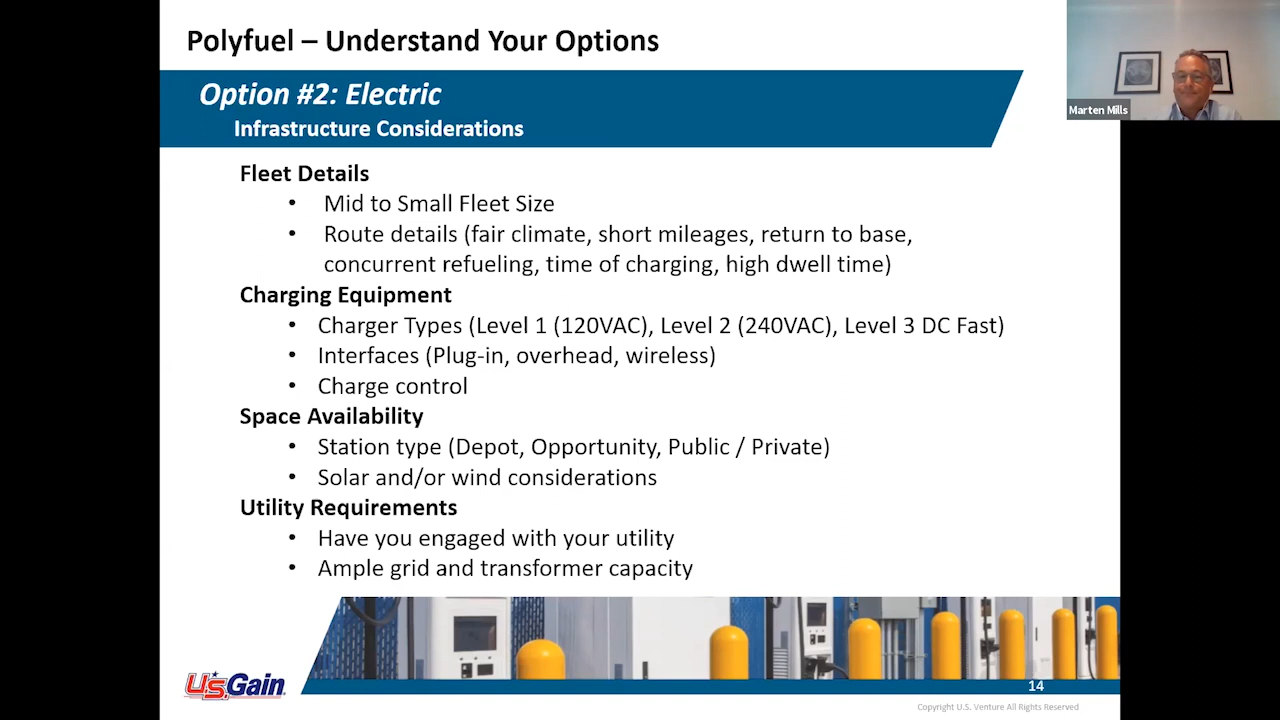 Polyfuel – Understand Your Options
Marten Mills
Option #2: Electric
Infrastructure Considerations
Fleet Details
• Mid to Small Fleet Size
• Route details (fair climate, short mileages, return to base,
concurrent refueling, time of charging, high dwell time)
Charging Equipment
• Charger Types (Level 1 (120VAC), Level 2 (240VAC), Level 3 DC Fast)
• Interfaces (Plug-in, overhead, wireless)
• Charge control
Space Availability
• Station type (Depot, Opportunity, Public / Private)
• Solar and/or wind considerations
Utility Requirements
• Have you engaged with your utility
• Ample grid and transformer capacity
U.S. Gain
14
Copyright U.S. Venture All Rights Reserved